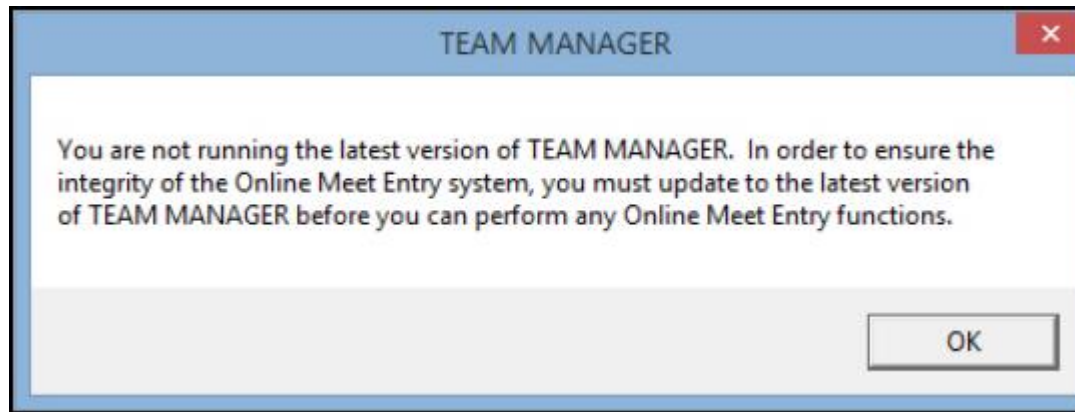 TEAM MANAGER
You are not running the latest version of TEAM MANAGER. In order to ensure the
integrity of the Online Meet Entry system, you must update to the latest version
of TEAM MANAGER before you can perform any Online Meet Entry functions.
OK